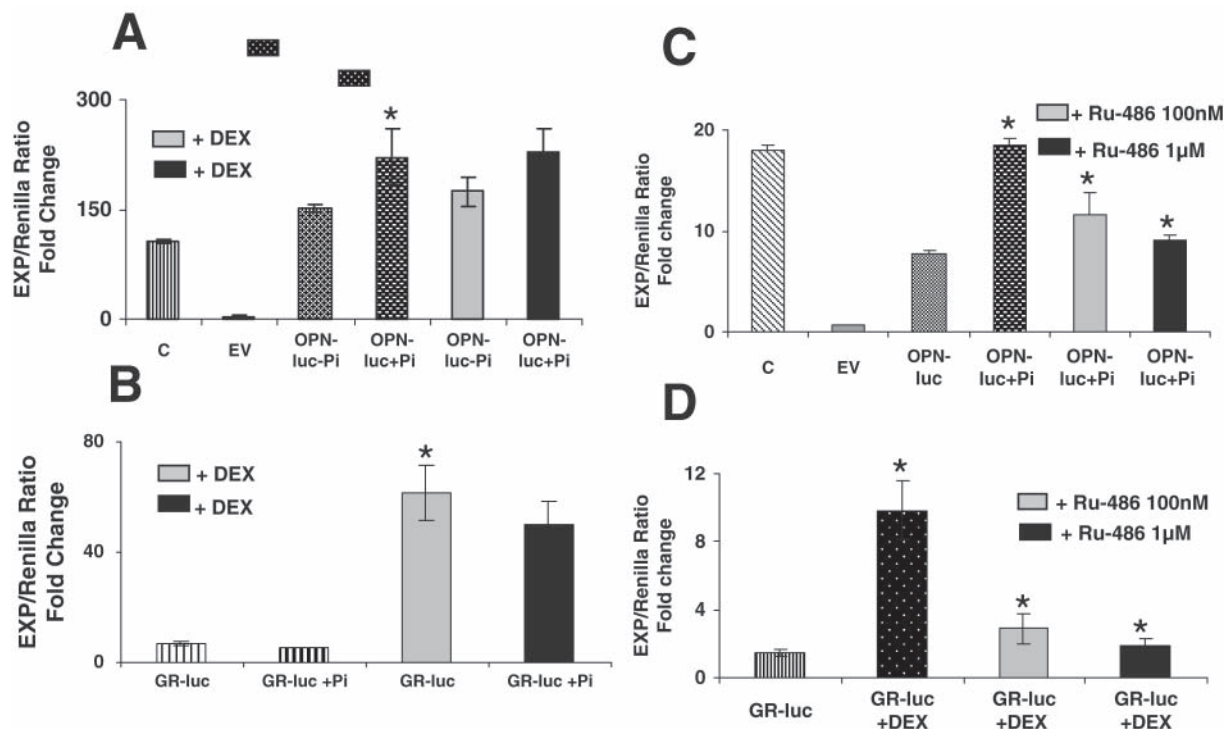 A
EXP/Renilla Ratio
Fold Change
300
150
0
+ DEX
+ DEX
*
C
EV
OPN-
luc-Pi
OPN-
luc+Pi
OPN-
luc-Pi
OPN-
luc+Pi
B
EXP/Renilla Ratio
Fold Change
80
40
0
+ DEX
+ DEX
*
GR-luc
GR-luc +Pi
GR-luc
GR-luc +Pi
C
EXP/Renilla Ratio
Fold change
20
10
0
+ Ru-486 100nM
+ Ru-486 1µM
*
*
*
C
EV
OPN-
luc
OPN-
luc+Pi
OPN-
luc+Pi
OPN-
luc+Pi
D
EXP/Renilla Ratio
Fold change
12
8
4
0
+ Ru-486 100nM
+ Ru-486 1µM
*
*
*
GR-luc
GR-luc
+DEX
GR-luc
+DEX
GR-luc
+DEX